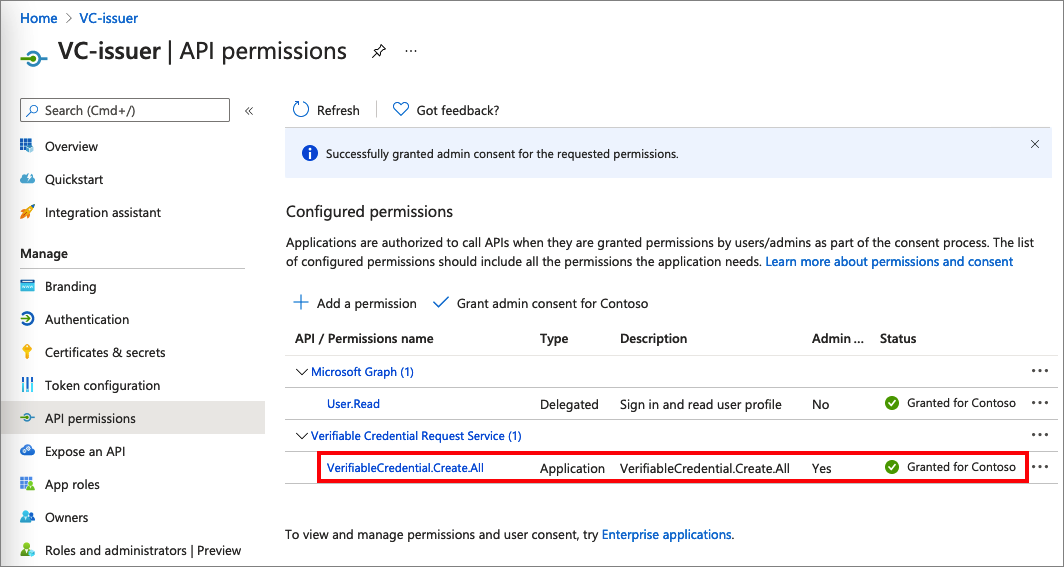 Home > VC-issuer
VC-issuer | API permissions
Search (Cmd+/)
Overview
Quickstart
Integration assistant
Manage
Branding
Authentication
Certificates & secrets
Token configuration
API permissions
Expose an API
App roles
Owners
Roles and administrators | Preview
Refresh
Got feedback?
Successfully granted admin consent for the requested permissions.
Configured permissions
Applications are authorized to call APIs when they are granted permissions by users/admins as part of the consent process. The list
of configured permissions should include all the permissions the application needs. Learn more about permissions and consent
Add a permission Grant admin consent for Contoso
API / Permissions name Type Description Admin ... Status
Microsoft Graph (1)
User.Read Delegated Sign in and read user profile No Granted for Contoso
Verifiable Credential Request Service (1)
VerifiableCredential.Create.All Application VerifiableCredential.Create.All Yes Granted for Contoso
To view and manage permissions and user consent, try Enterprise applications.